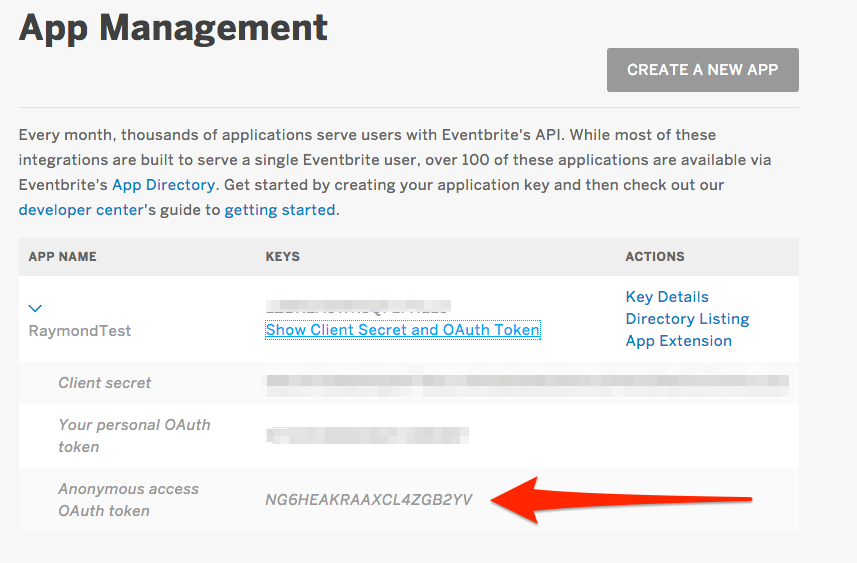 App Management
CREATE A NEW APP
Every month, thousands of applications serve users with Eventbrite's API. While most of these
integrations are built to serve a single Eventbrite user, over 100 of these applications are available via
Eventbrite's App Directory. Get started by creating your application key and then check out our
developer center's guide to getting started.
APP NAME KEYS ACTIONS
Key Details
RaymondTest Show Client Secret and OAuth Token Directory Listing
App Extension
Client secret
Your personal OAuth
token
Anonymous access
OAuth token NG6HEAKRAAXCL4ZGB2YV